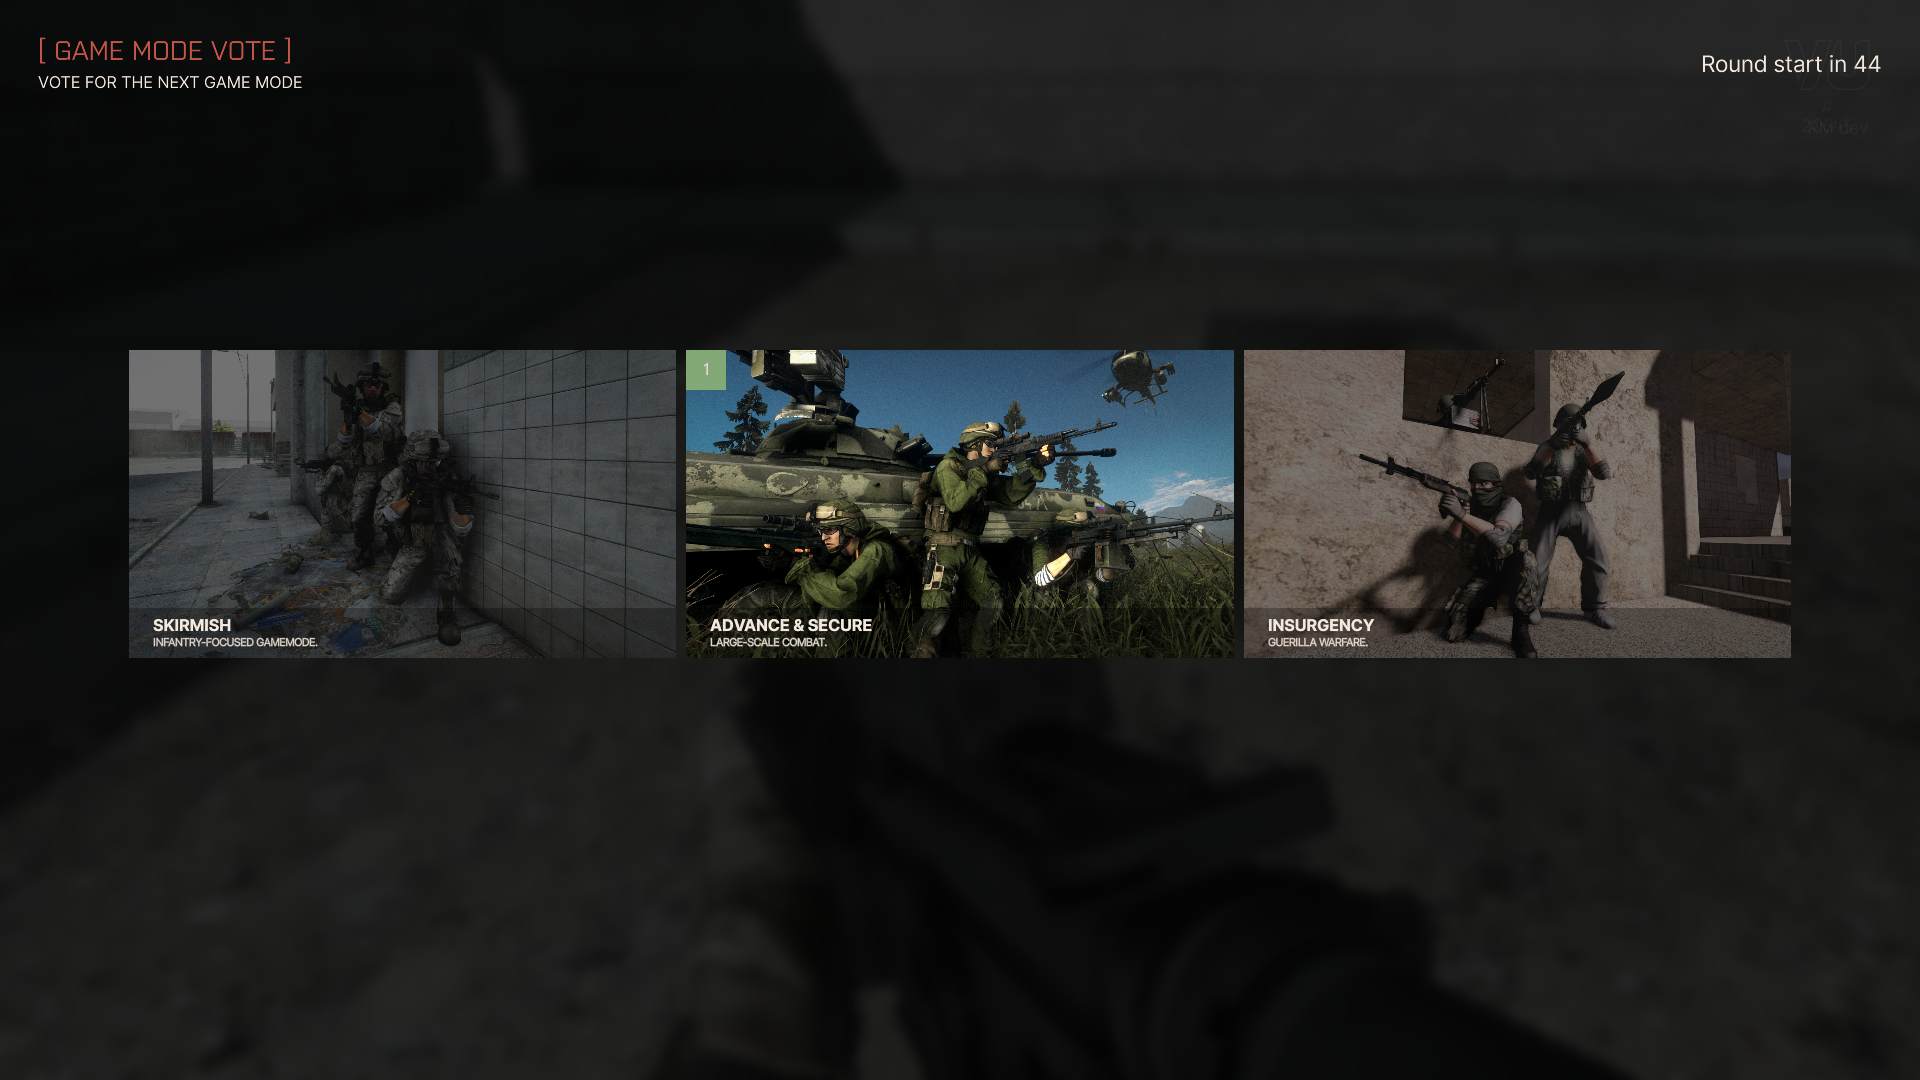 [ GAME MODE VOTE ]
VOTE FOR THE NEXT GAME MODE
Round start in 44
VU
#
1
SKIRMISH
INFANTRY-FOCUSED GAMEMODE.
ADVANCE & SECURE
LARGE-SCALE COMBAT.
INSURGENCY
GUERILLA WARFARE.